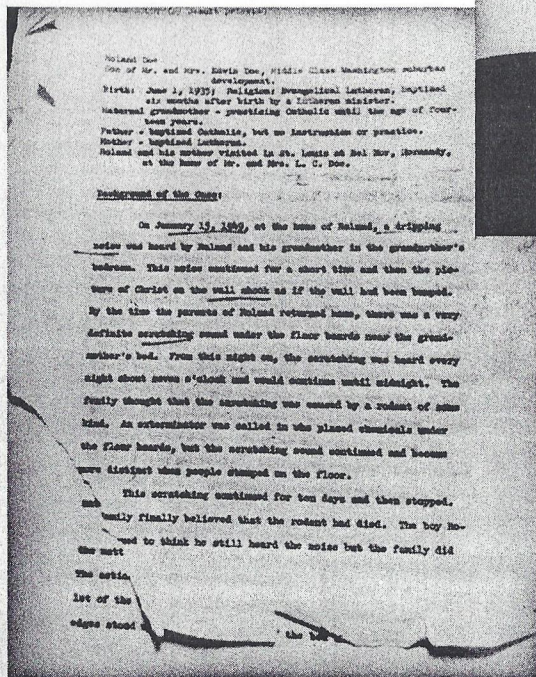 Roland Doe
Son of Mr. and Mrs. Edwin Doe, Middle Class Washington suburban
development.
Birth: June 1, 1935; Religion: Evangelical Lutheran, baptized
six months after birth by a Lutheran minister.
Maternal grandmother - practicing Catholic until the age of four-
teen years.
Father - baptized Catholic, but no instruction or practice.
Mother - baptized Lutheran.
Roland and his mother visited in St. Louis at Bel Nor, Normandy,
at the home of Mr. and Mrs. L. C. Doe.
Background of the Case:
On January 15, 1949, at the home of Roland, a dripping
noise was heard by Roland and his grandmother in the grandmother's
bedroom. This noise continued for a short time and then the pic-
ture of Christ on the wall shook as if the wall had been bumped.
By the time the parents of Roland returned home, there was a very
definite scratching sound under the floor boards near the grand-
mother's bed. From this night on, the scratching was heard every
night about seven o'clock and would continue until midnight. The
family thought that the scratching was caused by a rodent of some
kind. An exterminator was called in who placed chemicals under
the floor boards, but the scratching sound continued and became
more distinct when people stamped on the floor.
This scratching continued for ten days and then stopped.
family finally believed that the rodent had died. The boy Ro-
to think he still heard the noise but the family did
The
of the
edges stood
the